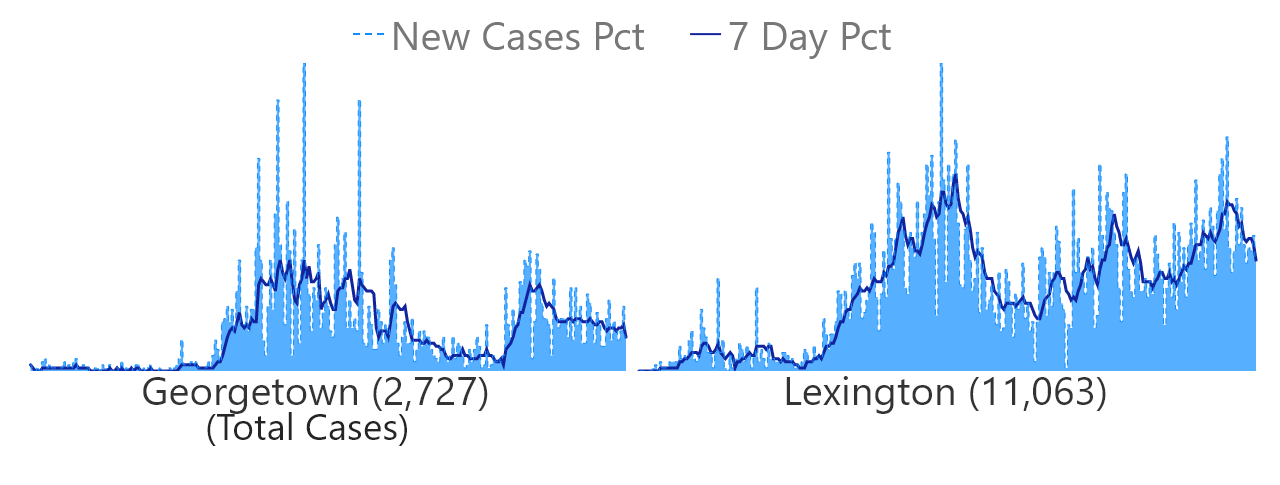 New Cases Pct 7 Day Pct
Georgetown (2,727)
(Total Cases)
Lexington (11,063)